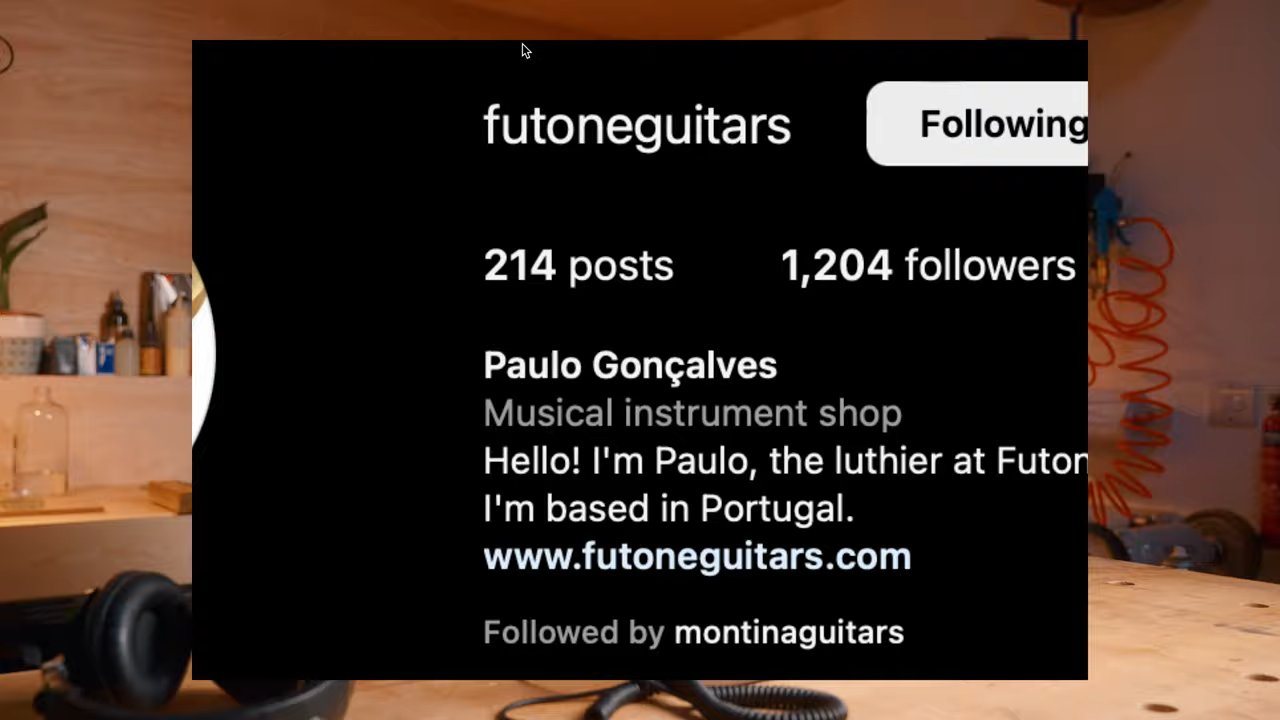 futoneguitars
Following
214 posts 1,204 followers
Paulo Gonçalves
Musical instrument shop
Hello! I'm Paulo, the luthier at Futon
I'm based in Portugal.
www.futoneguitars.com
Followed by montinaguitars